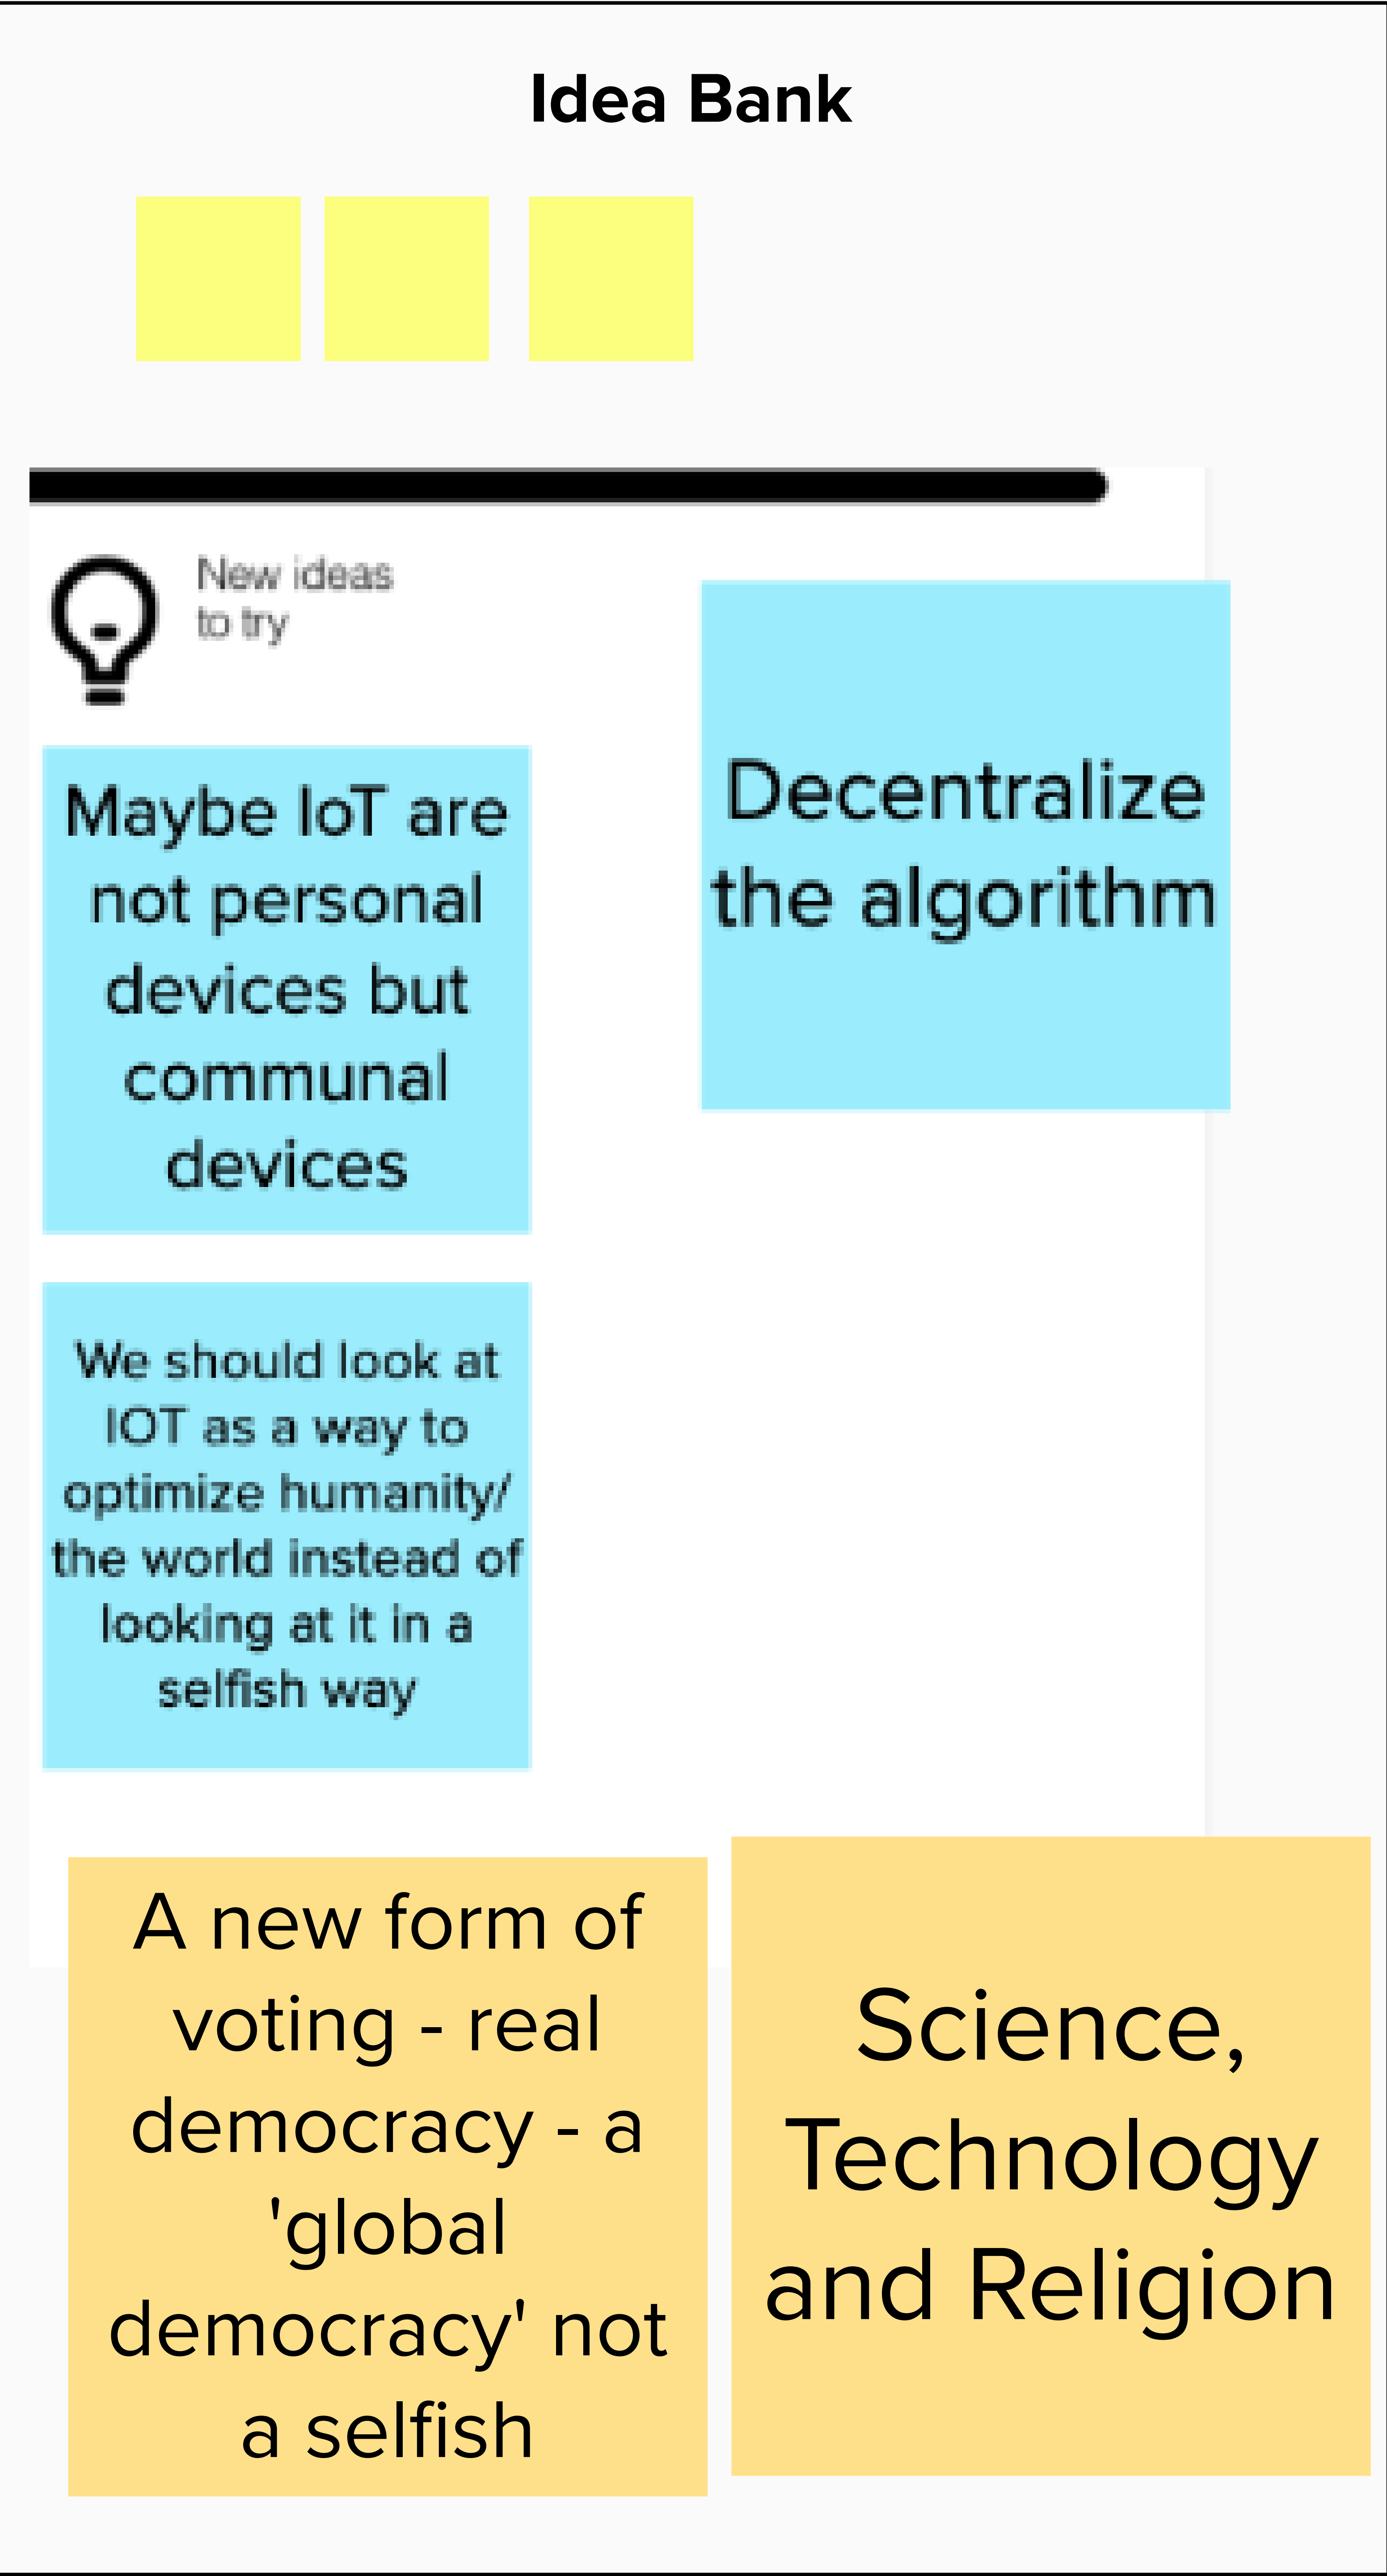 Idea Bank
New ideas
to try
Maybe IoT are
not personal
devices but
communal
devices
Decentralize
the algorithm
We should look at
IOT as a way to
optimize humanity/
the world instead of
looking at it in a
selfish way
A new form of
voting - real
democracy - a
'global
democracy' not
a selfish
Science,
Technology
and Religion